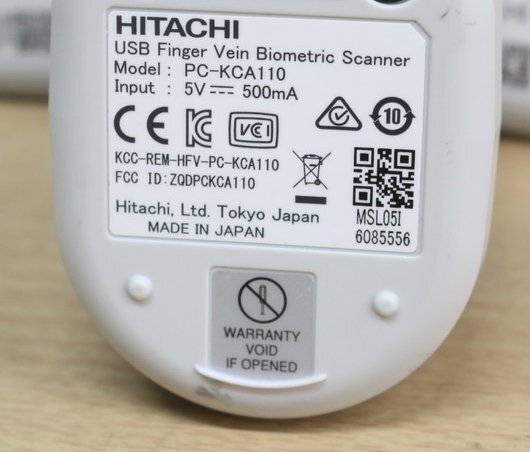 HITACHI
USB Finger Vein Biometric Scanner
Model : PC-KCA110
Input : 5V⎓ 500mA
CE KC VCI 10
KCC-REM-HFV-PC-KCA110
FCC ID:ZQDPCKCA110
Hitachi, Ltd. Tokyo Japan
MADE IN JAPAN
MSL05I
6085556
WARRANTY
VOID
IF OPENED